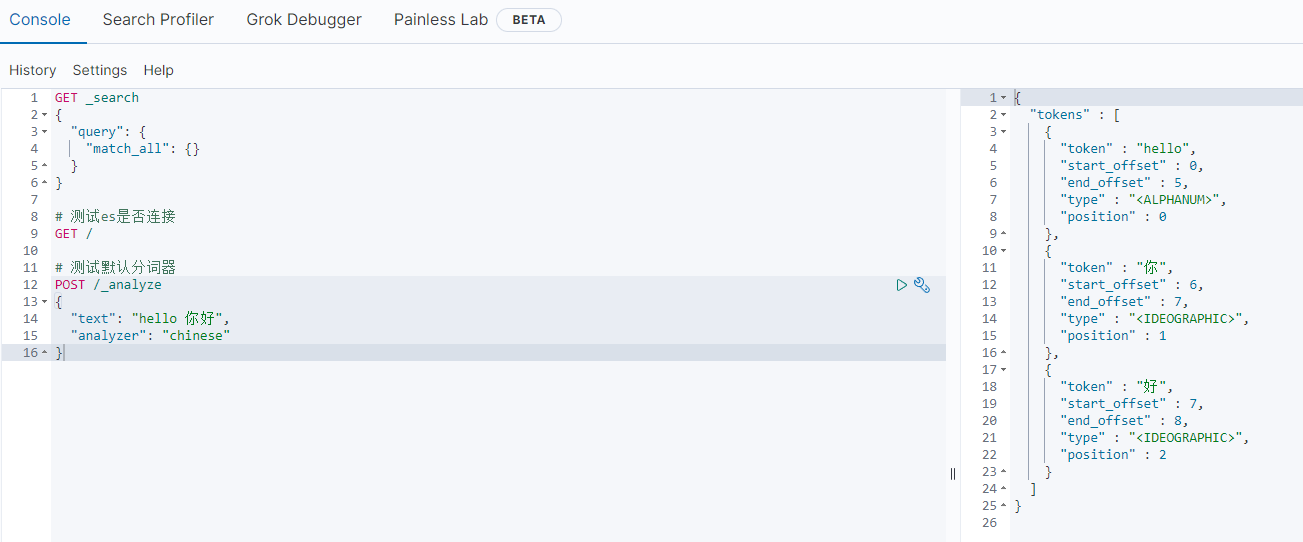 Console Search Profiler Grok Debugger Painless Lab BETA
History Settings Help
1 GET _search
2 {
3 "query": {
4 "match_all": {}
5 }
6 }
7
8 # 测试es是否连接
9 GET /
10
11 # 测试默认分词器
12 POST /_analyze
13 {
14 "text": "hello 你好",
15 "analyzer": "chinese"
16 }
1 {
2 "tokens" : [
3 {
4 "token" : "hello",
5 "start_offset" : 0,
6 "end_offset" : 5,
7 "type" : "<ALPHANUM>",
8 "position" : 0
9 },
10 {
11 "token" : "你",
12 "start_offset" : 6,
13 "end_offset" : 7,
14 "type" : "<IDEOGRAPHIC>",
15 "position" : 1
16 },
17 {
18 "token" : "好",
19 "start_offset" : 7,
20 "end_offset" : 8,
21 "type" : "<IDEOGRAPHIC>",
22 "position" : 2
23 }
24 ]
25 }
26